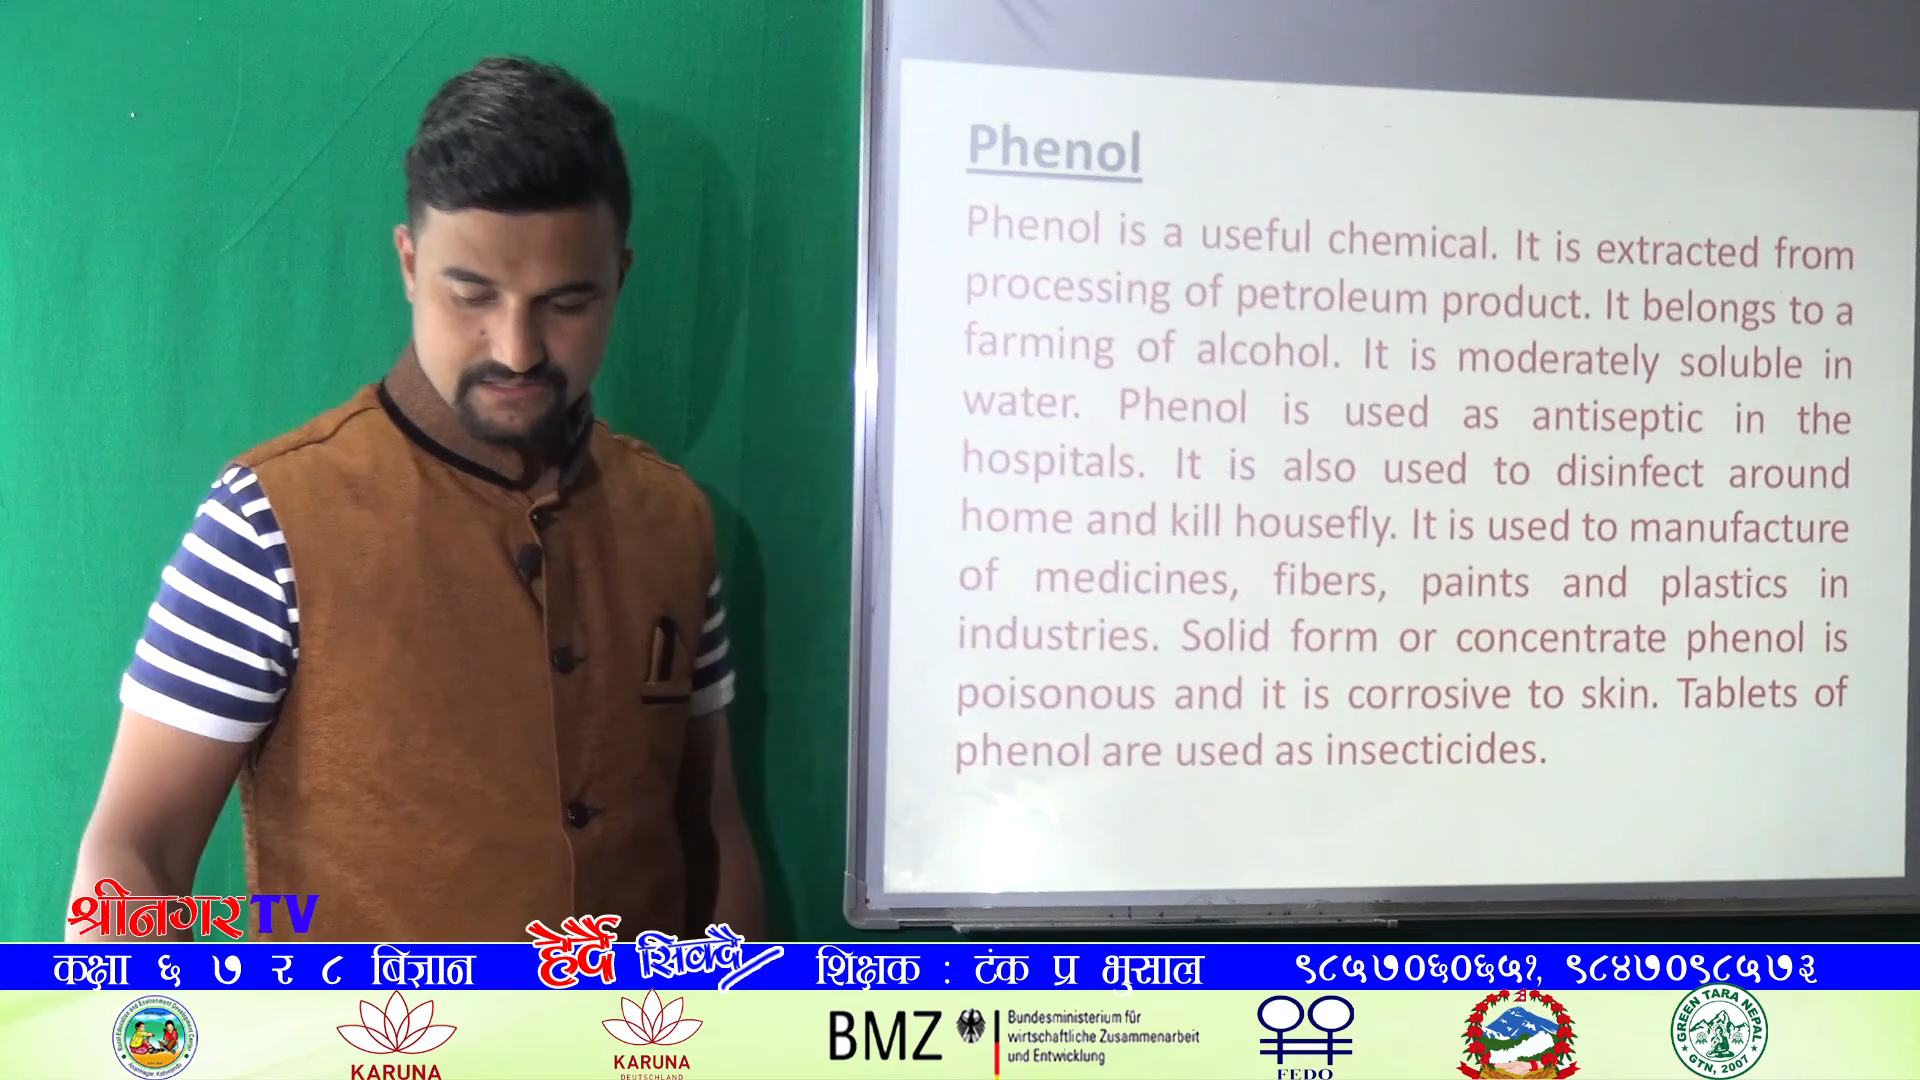 Phenol
Phenol is a useful chemical. It is extracted from
processing of petroleum product. It belongs to a
farming of alcohol. It is moderately soluble in
water. Phenol is used as antiseptic in the
hospitals. It is also used to disinfect around
home and kill housefly. It is used to manufacture
of medicines, fibers, paints and plastics in
industries. Solid form or concentrate phenol is
poisonous and it is corrosive to skin. Tablets of
phenol are used as insecticides.
श्रीनगर TV
कक्षा ६ ७ र ८ बिज्ञान
हेर्दै सिक्दै
शिक्षक : टंक प्र भुसाल
९८५७०६०६५१, ९८४७०९८५७३
KARUNA
KARUNA
DEUTSCHLAND
BMZ
Bundesministerium für
wirtschaftliche Zusammenarbeit
und Entwicklung
FEDO
GREEN TARA NEPAL
GTN, 2007